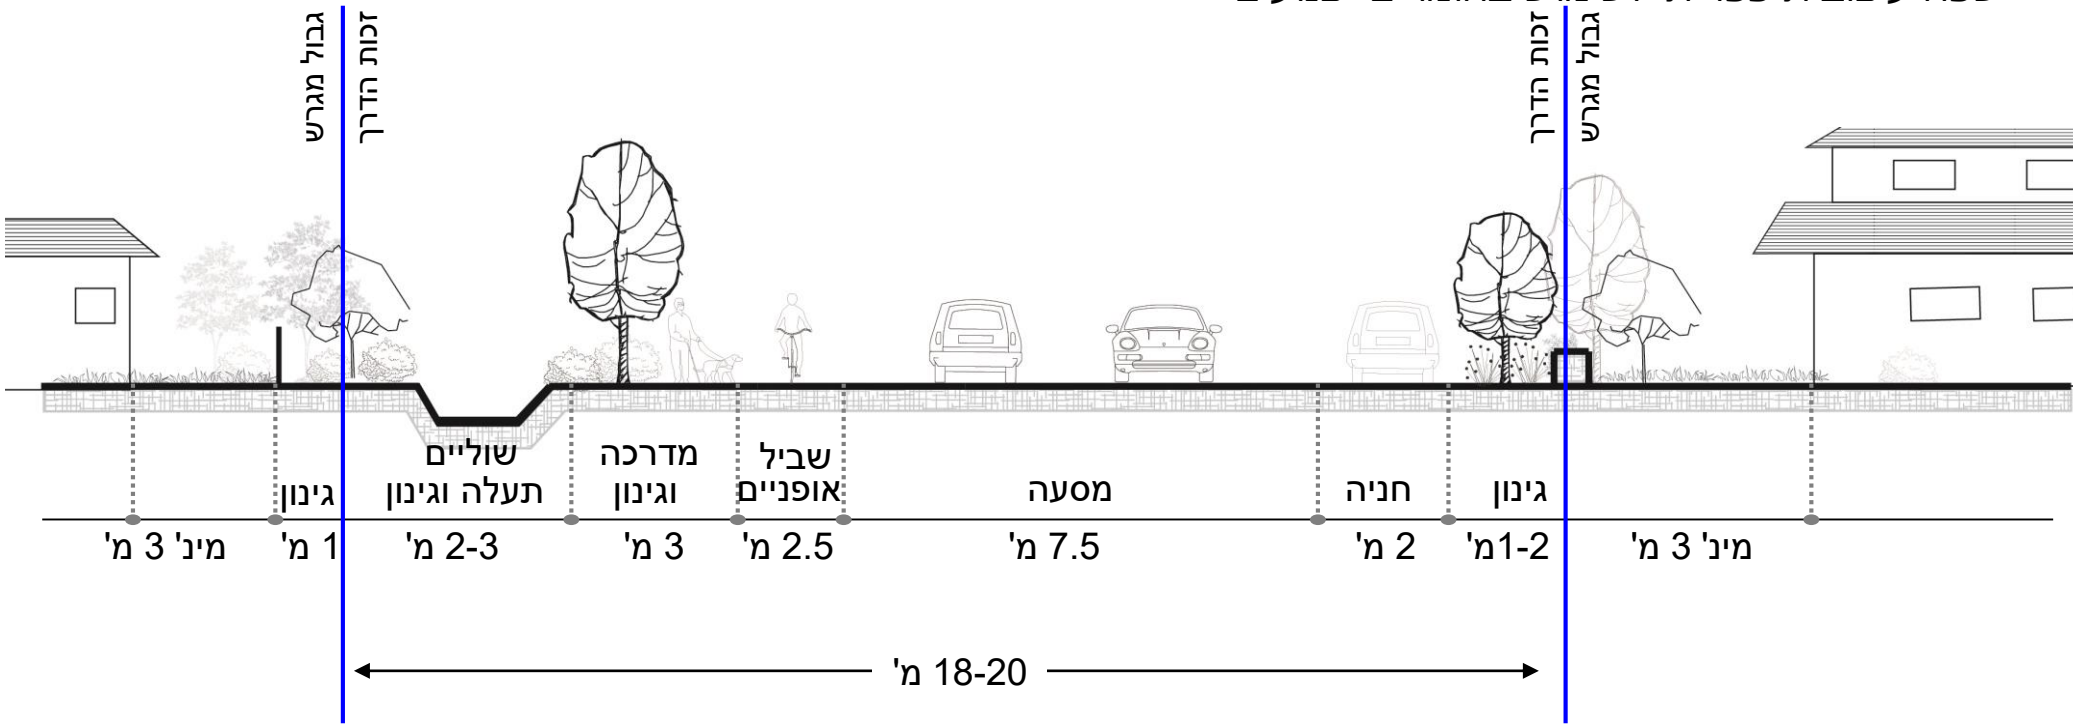 גבול מגרש
זכות הדרך
זכות הדרך
גבול מגרש
גינון
חניה
מסעה
שביל
אופניים
מדרכה
וגינון
שוליים
תעלה וגינון
גינון
מינ' 3 מ'
1-2מ'
2 מ'
7.5 מ'
2.5 מ'
3 מ'
2-3 מ'
1 מ'
מינ' 3 מ'
18-20 מ'